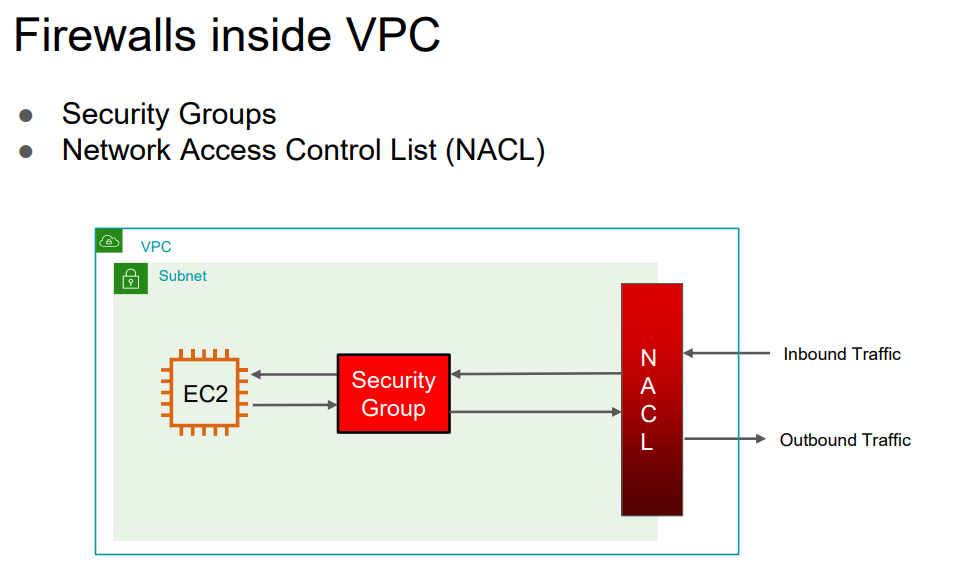 Firewalls inside VPC
● Security Groups
● Network Access Control List (NACL)
VPC
Subnet
EC2
Security
Group
N
A
C
L
Inbound Traffic
Outbound Traffic